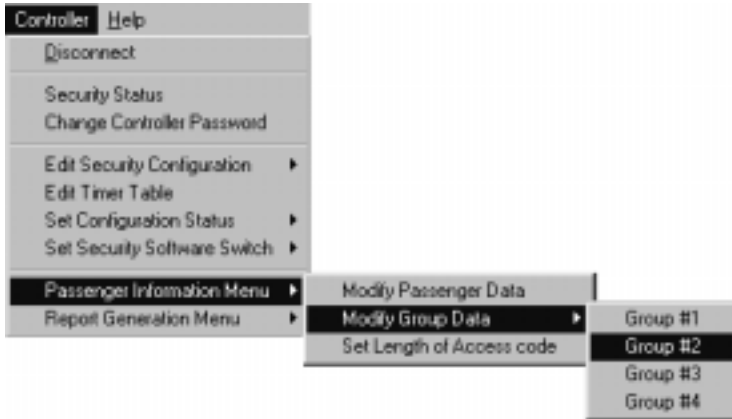 Controller Help
Disconnect
Security Status
Change Controller Password
Edit Security Configuration
Edit Timer Table
Set Configuration Status
Set Security Software Switch
Passenger Information Menu
Report Generation Menu
Modify Passenger Data
Modify Group Data
Set Length of Access code
Group #1
Group #2
Group #3
Group #4